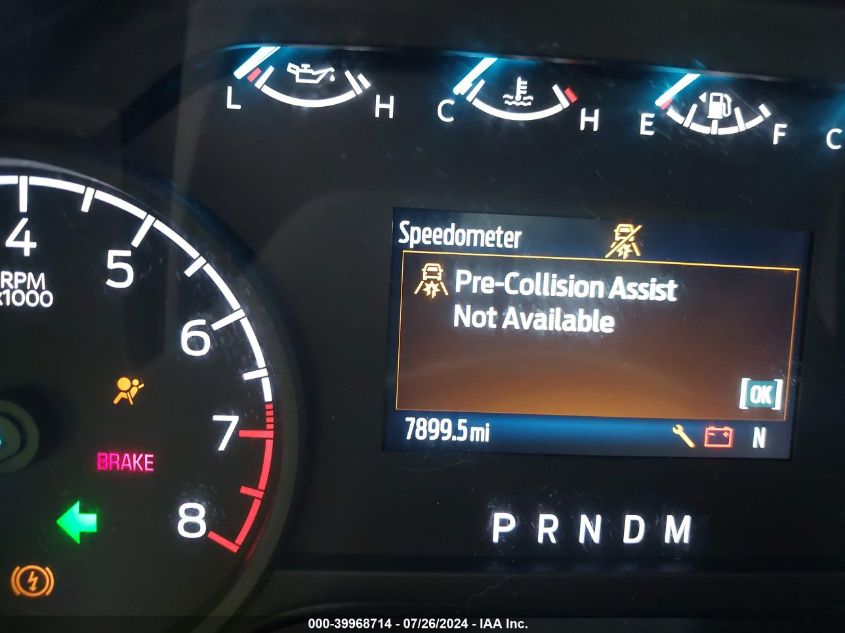 L H C H E F C
Speedometer
Pre-Collision Assist
Not Available
[OK]
7899.5 mi N
4
5
RPM
x1000
6
7
BRAKE
8
P R N D M
000-39968714 - 07/26/2024 - IAA Inc.